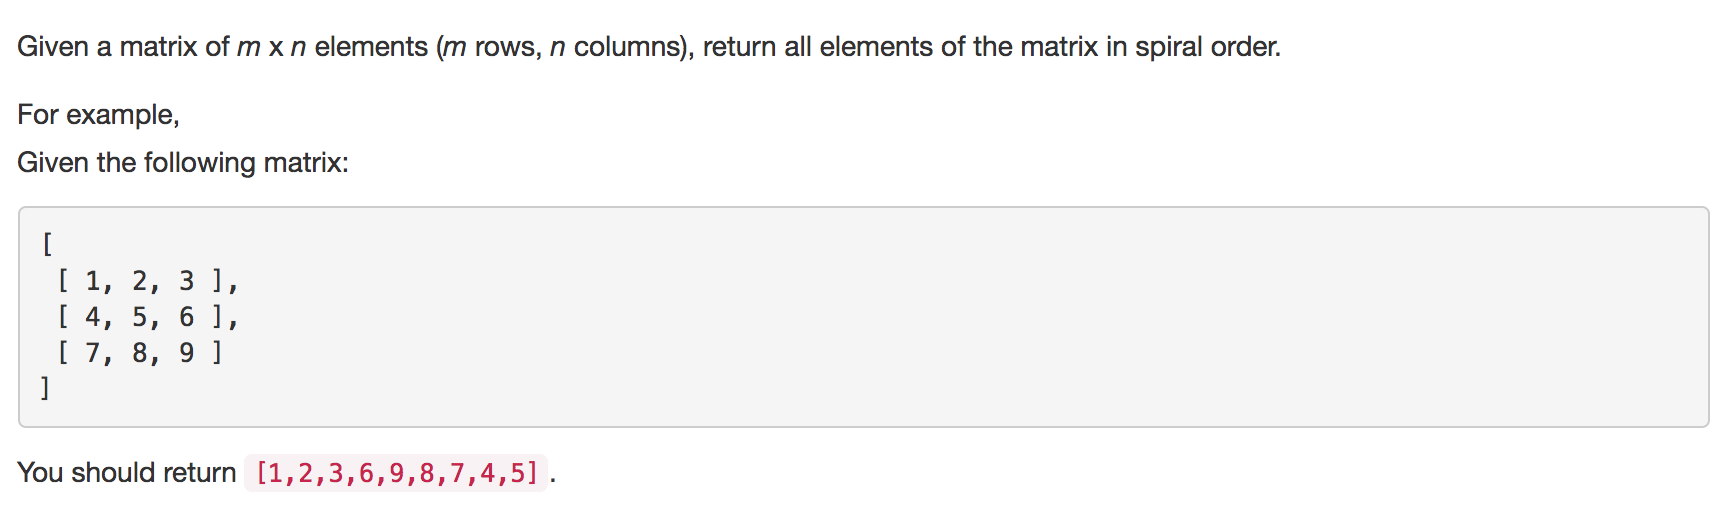 Given a matrix of m x n elements (m rows, n columns), return all elements of the matrix in spiral order.
For example,
Given the following matrix:
[
 [ 1, 2, 3 ],
 [ 4, 5, 6 ],
 [ 7, 8, 9 ]
]
You should return [1,2,3,6,9,8,7,4,5].